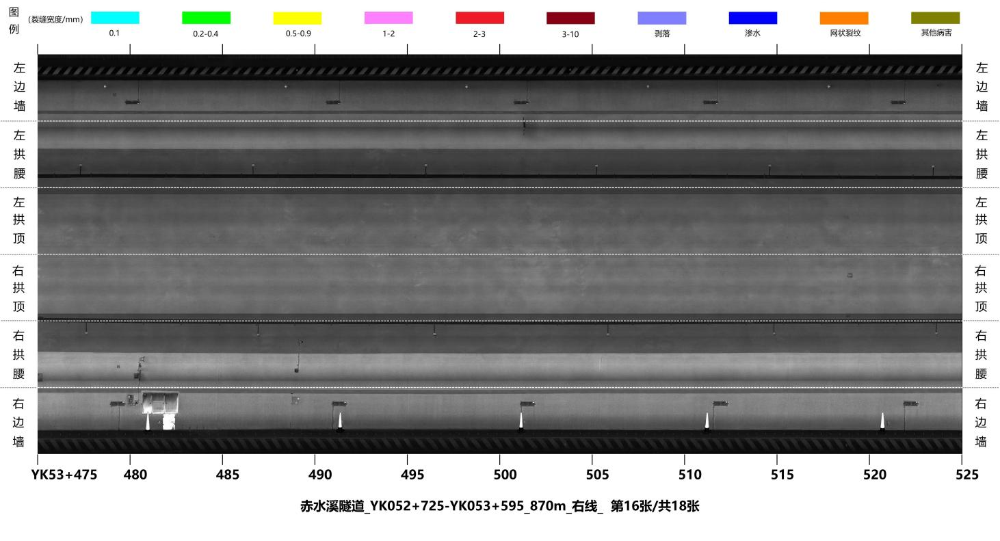 图例
(裂缝宽度/mm)
0.1
0.2-0.4
0.5-0.9
1-2
2-3
3-10
剥落
渗水
网状裂纹
其他病害
左边墙
左边墙
左拱腰
左拱腰
左拱顶
左拱顶
右拱顶
右拱顶
右拱腰
右拱腰
右边墙
右边墙
YK53+475 480 485 490 495 500 505 510 515 520 525
赤水溪隧道_YK052+725-YK053+595_870m_右线_ 第16张/共18张